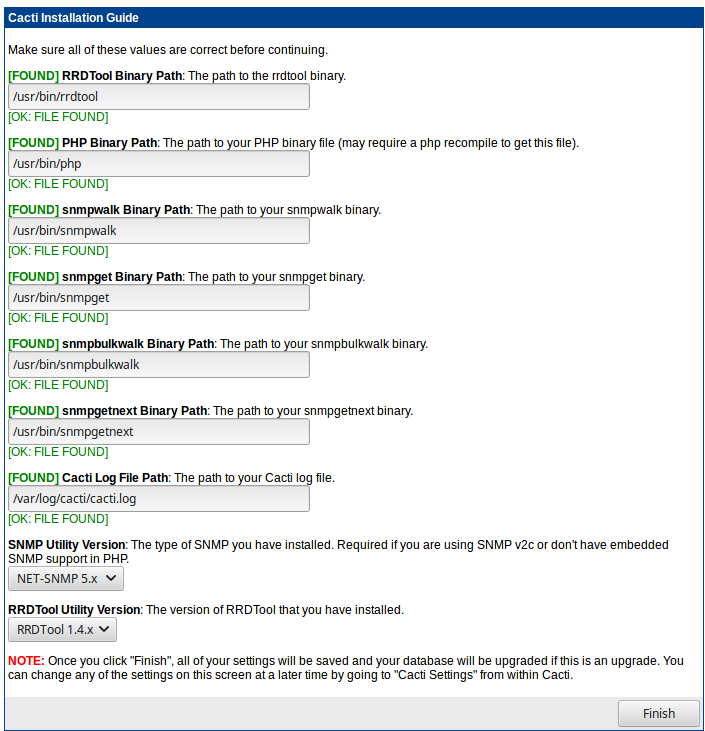 Cacti Installation Guide
Make sure all of these values are correct before continuing.
[FOUND] RRDTool Binary Path: The path to the rrdtool binary.
/usr/bin/rrdtool
[OK: FILE FOUND]
[FOUND] PHP Binary Path: The path to your PHP binary file (may require a php recompile to get this file).
/usr/bin/php
[OK: FILE FOUND]
[FOUND] snmpwalk Binary Path: The path to your snmpwalk binary.
/usr/bin/snmpwalk
[OK: FILE FOUND]
[FOUND] snmpget Binary Path: The path to your snmpget binary.
/usr/bin/snmpget
[OK: FILE FOUND]
[FOUND] snmpbulkwalk Binary Path: The path to your snmpbulkwalk binary.
/usr/bin/snmpbulkwalk
[OK: FILE FOUND]
[FOUND] snmpgetnext Binary Path: The path to your snmpgetnext binary.
/usr/bin/snmpgetnext
[OK: FILE FOUND]
[FOUND] Cacti Log File Path: The path to your Cacti log file.
/var/log/cacti/cacti.log
[OK: FILE FOUND]
SNMP Utility Version: The type of SNMP you have installed. Required if you are using SNMP v2c or don't have embedded
SNMP support in PHP.
NET-SNMP 5.x
RRDTool Utility Version: The version of RRDTool that you have installed.
RRDTool 1.4.x
NOTE: Once you click "Finish", all of your settings will be saved and your database will be upgraded if this is an upgrade. You
can change any of the settings on this screen at a later time by going to "Cacti Settings" from within Cacti.
Finish